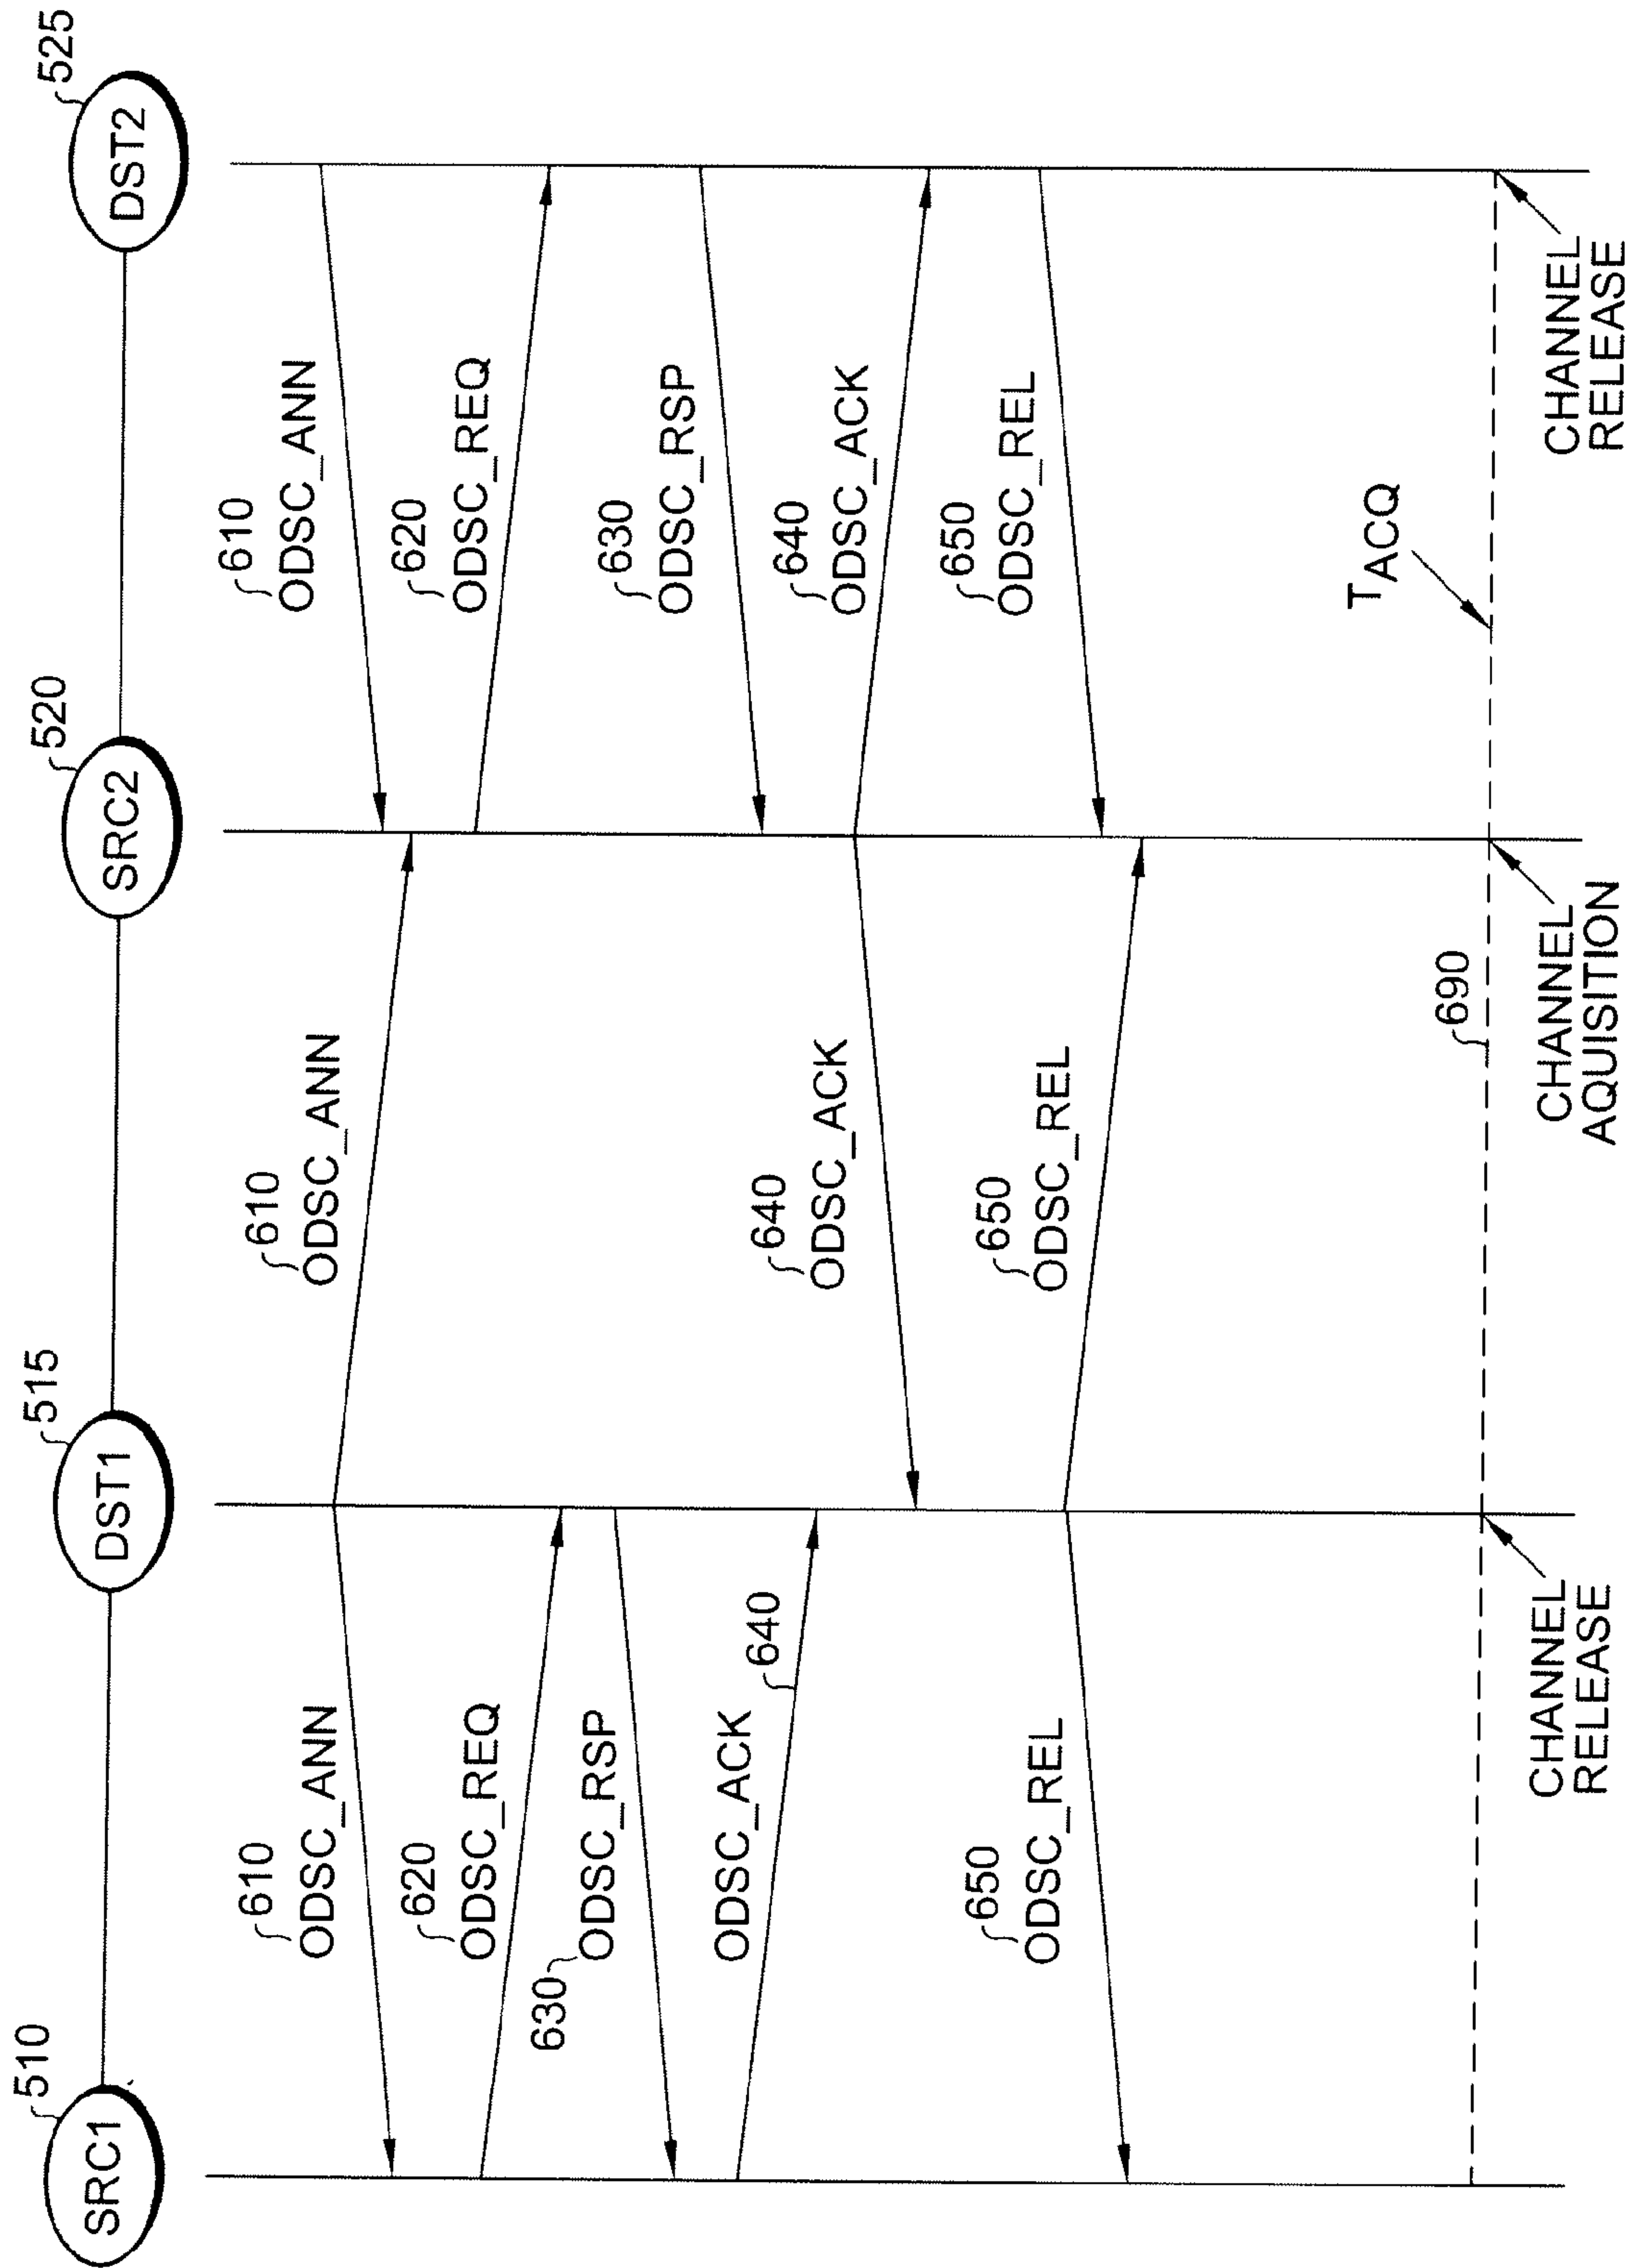 510
SRC1
515
DST1
520
SRC2
525
DST2
610
ODSC_ANN
620
ODSC_REQ
630
ODSC_RSP
ODSC_ACK
640
650
ODSC_REL
610
ODSC_ANN
640
ODSC_ACK
650
ODSC_REL
610
ODSC_ANN
620
ODSC_REQ
630
ODSC_RSP
640
ODSC_ACK
650
ODSC_REL
690
TACQ
CHANNEL
RELEASE
CHANNEL
AQUISITION
CHANNEL
RELEASE